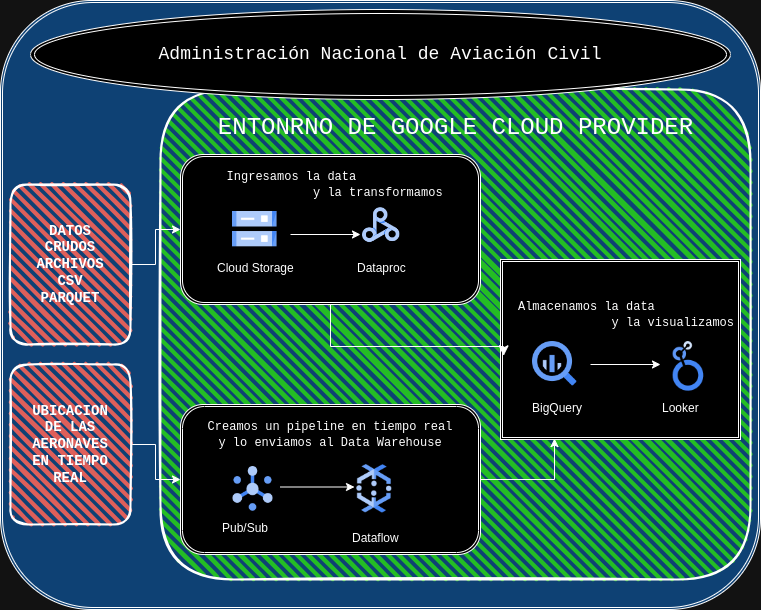 Administración Nacional de Aviación Civil
ENTONRNO DE GOOGLE CLOUD PROVIDER
Ingresamos la data
y la transformamos
Cloud Storage
Dataproc
DATOS
CRUDOS
ARCHIVOS
CSV
PARQUET
Almacenamos la data
y la visualizamos
BigQuery
Looker
UBICACION
DE LAS
AERONAVES
EN TIEMPO
REAL
Creamos un pipeline en tiempo real
y lo enviamos al Data Warehouse
Pub/Sub
Dataflow